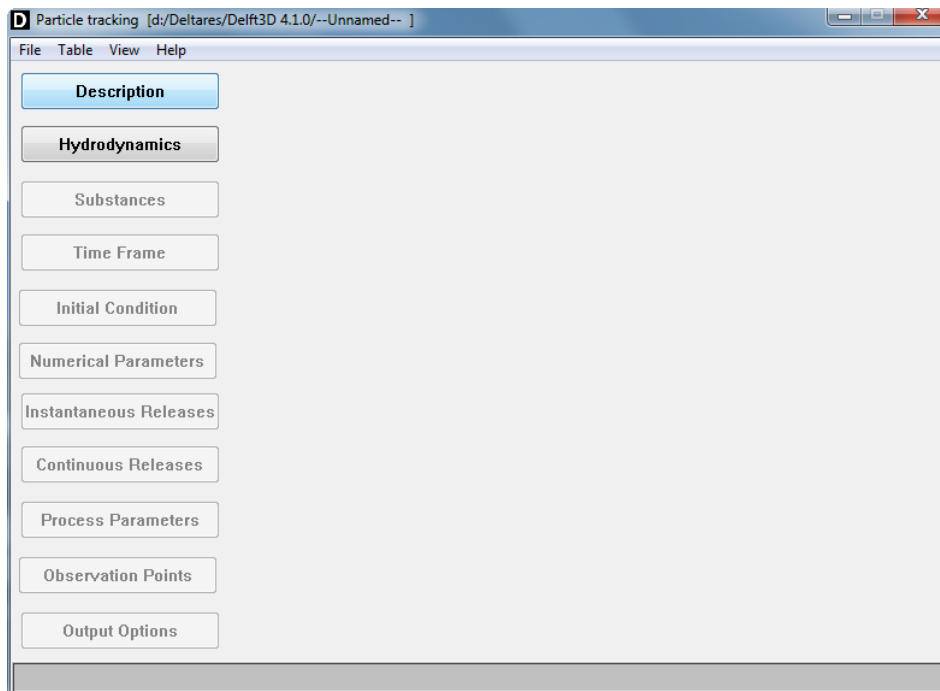 D Particle tracking [d:/Deltares/Delft3D 4.1.0/--Unnamed-- ]
File Table View Help
Description
Hydrodynamics
Substances
Time Frame
Initial Condition
Numerical Parameters
Instantaneous Releases
Continuous Releases
Process Parameters
Observation Points
Output Options